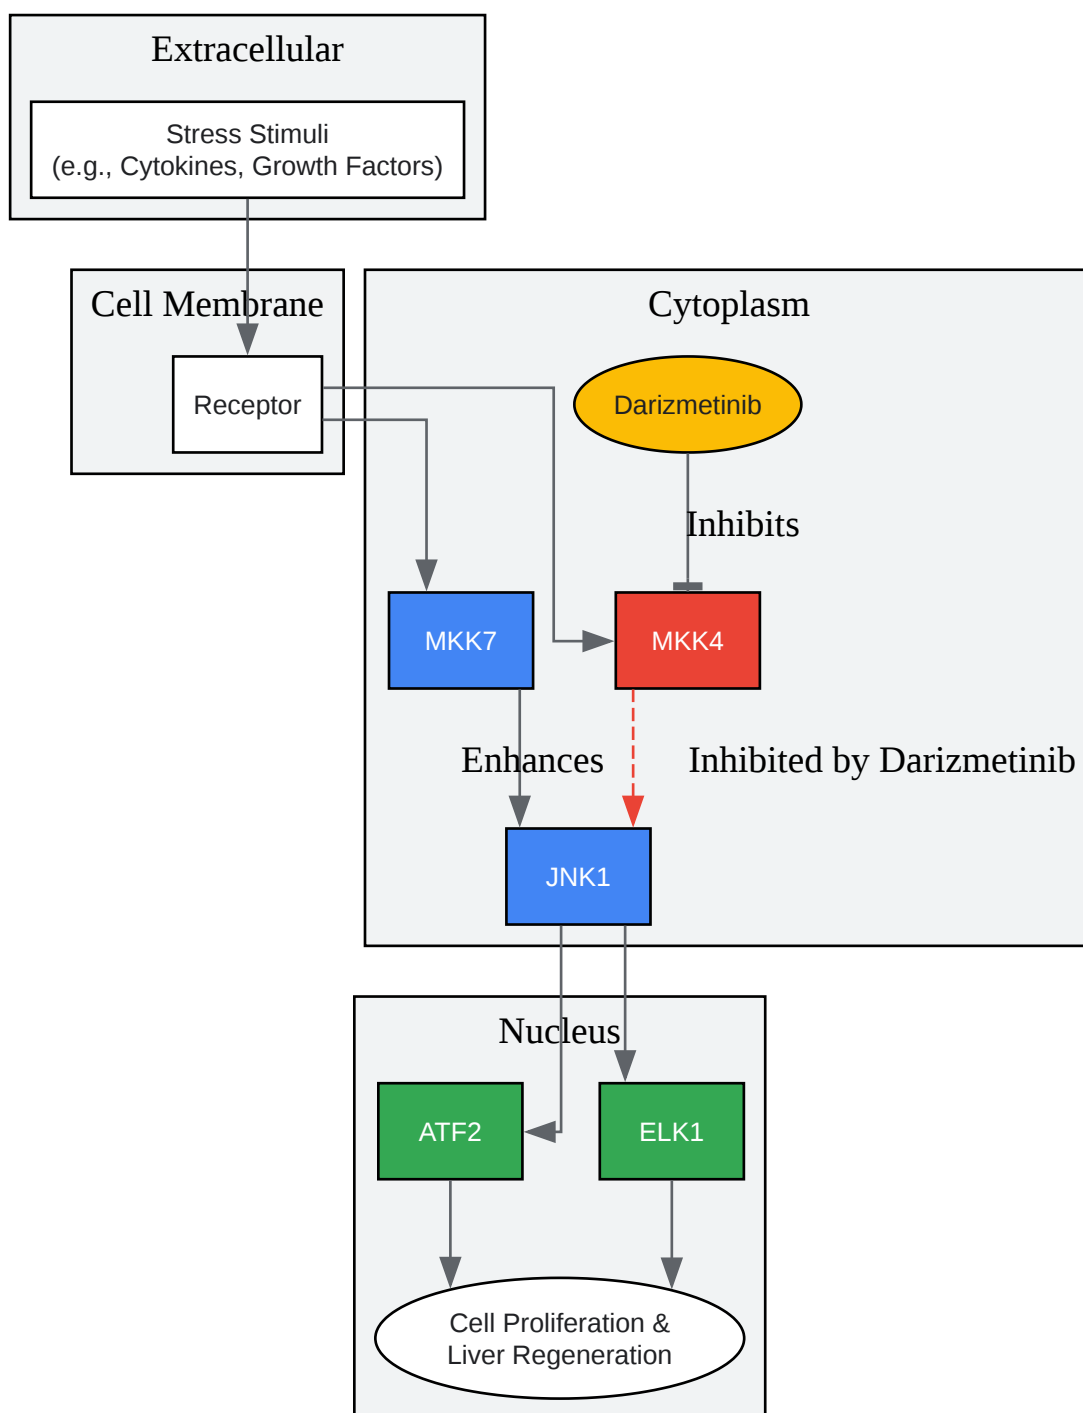 Extracellular
Stress Stimuli
(e.g., Cytokines, Growth Factors)
Cell Membrane
Cytoplasm
Receptor
Darizmetinib
Inhibits
MKK7
MKK4
Enhances
Inhibited by Darizmetinib
JNK1
Nucleus
ATF2
ELK1
Cell Proliferation &
Liver Regeneration